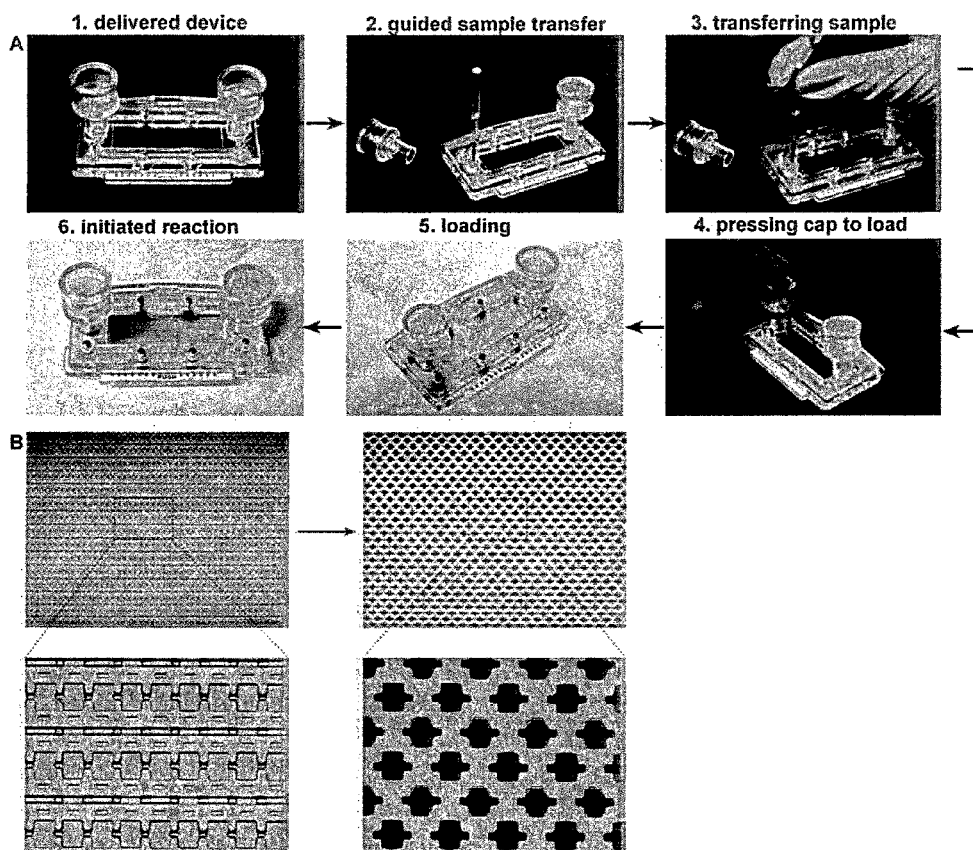 1. delivered device
2. guided sample transfer
3. transferring sample
A
6. initiated reaction
5. loading
4. pressing cap to load
B